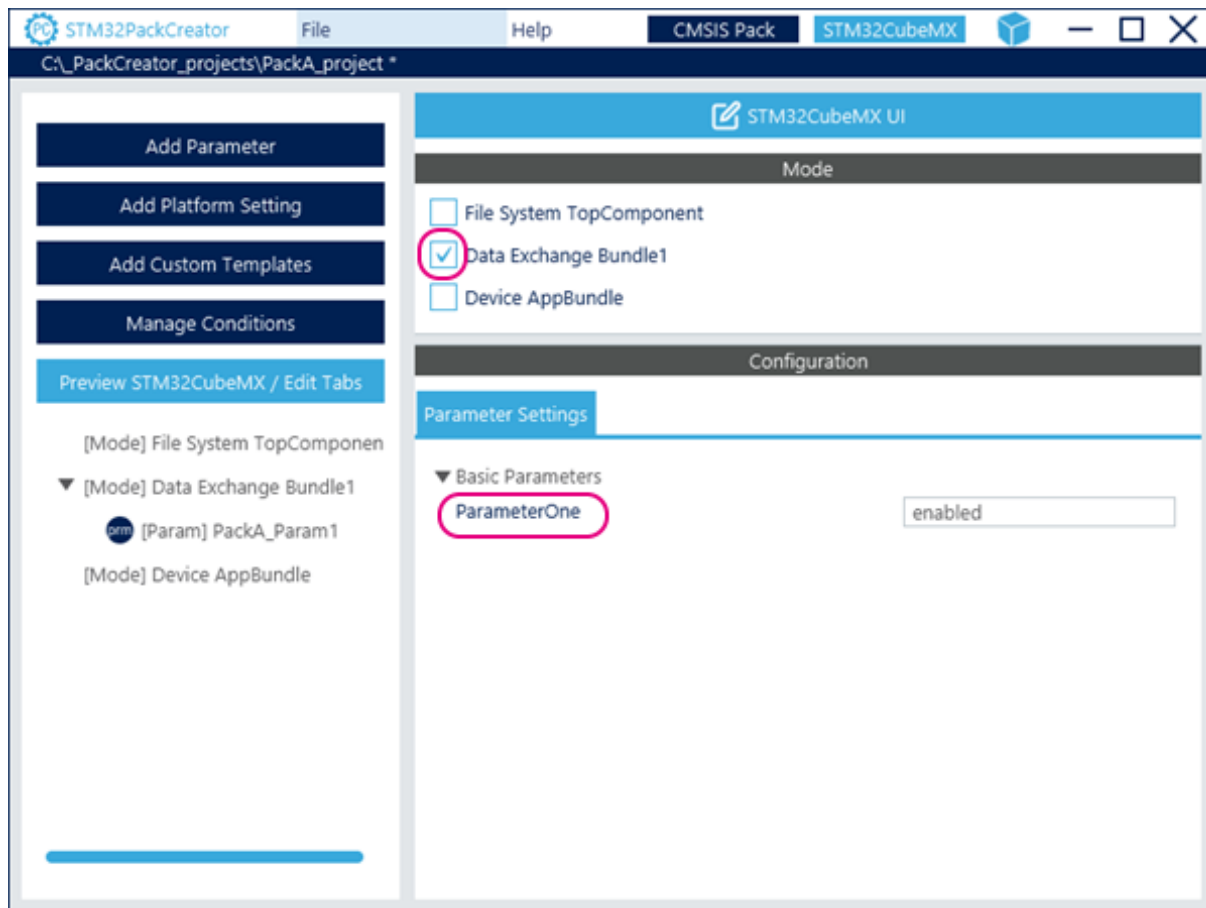 PC STM32PackCreator File Help CMSIS Pack STM32CubeMX
C:\_PackCreator_projects\PackA_project *
Add Parameter
Add Platform Setting
Add Custom Templates
Manage Conditions
Preview STM32CubeMX / Edit Tabs
[Mode] File System TopComponen
[Mode] Data Exchange Bundle1
prm [Param] PackA_Param1
[Mode] Device AppBundle
STM32CubeMX UI
Mode
File System TopComponent
Data Exchange Bundle1
Device AppBundle
Configuration
Parameter Settings
Basic Parameters
ParameterOne enabled